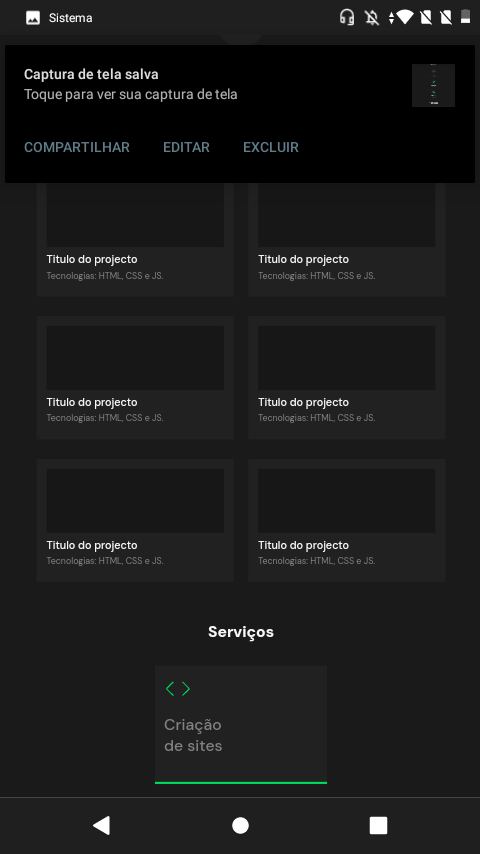 Sistema
Captura de tela salva
Toque para ver sua captura de tela
COMPARTILHAR EDITAR EXCLUIR
Titulo do projecto Titulo do projecto
Tecnologias: HTML, CSS e JS. Tecnologias: HTML, CSS e JS.
Titulo do projecto Titulo do projecto
Tecnologias: HTML, CSS e JS. Tecnologias: HTML, CSS e JS.
Titulo do projecto Titulo do projecto
Tecnologias: HTML, CSS e JS. Tecnologias: HTML, CSS e JS.
Serviços
Criação
de sites